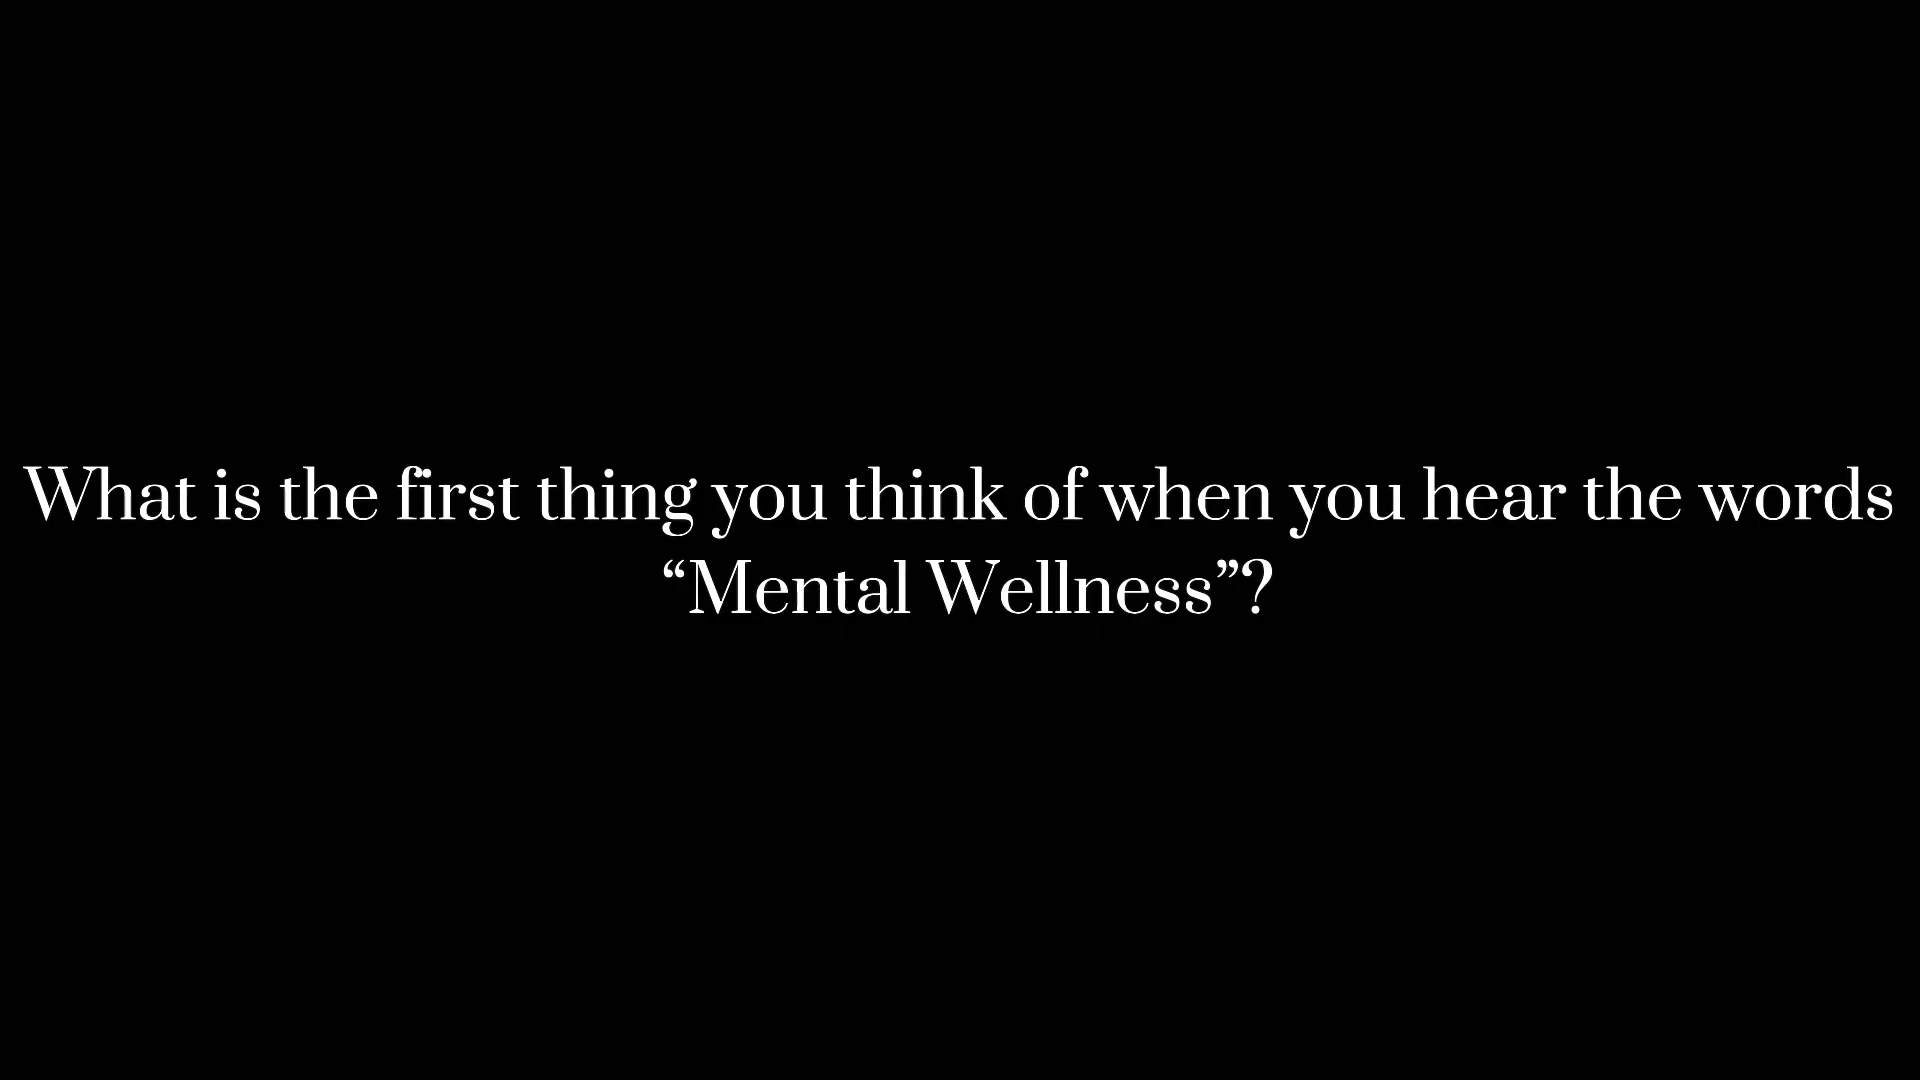 What is the first thing you think of when you hear the words
“Mental Wellness”?